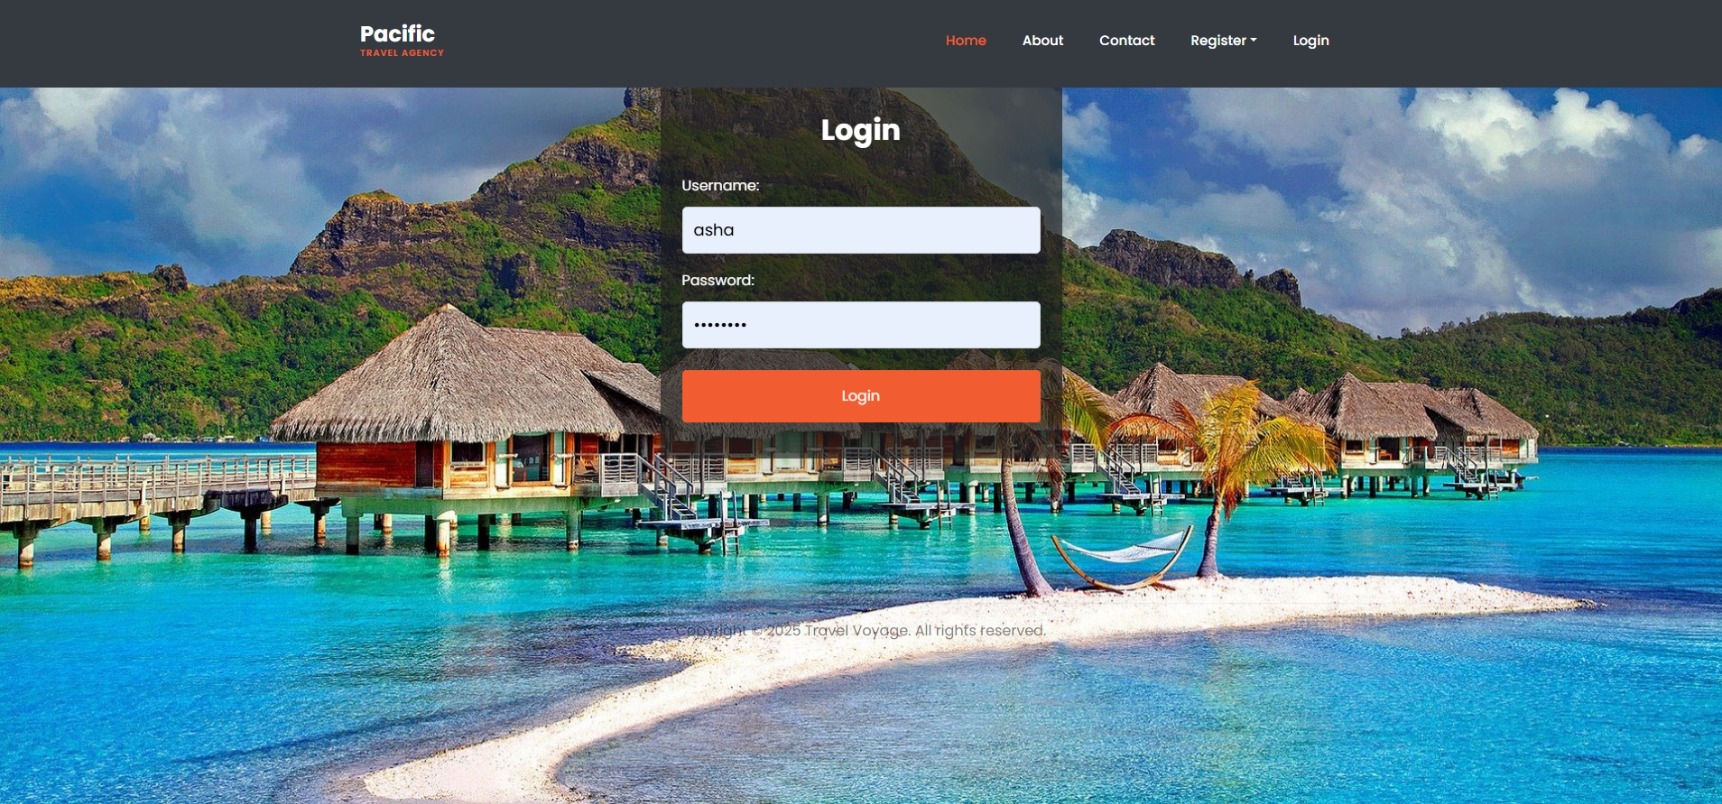 Pacific
TRAVEL AGENCY
Home About Contact Register Login
Login
Username:
asha
Password:
••••••••
Login
Copyright © 2025 Travel Voyage. All rights reserved.